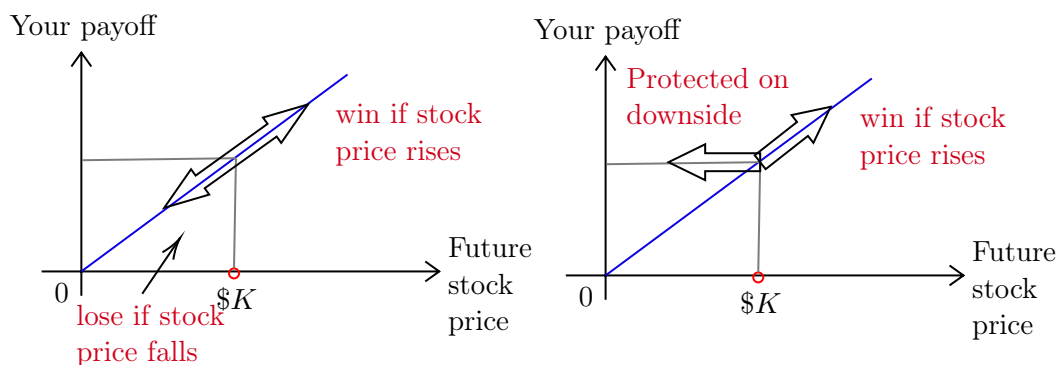 Your payoff
win if stock
price rises
Future
stock
price
0
$K
lose if stock
price falls
Your payoff
Protected on
downside
win if stock
price rises
Future
stock
price
0
$K